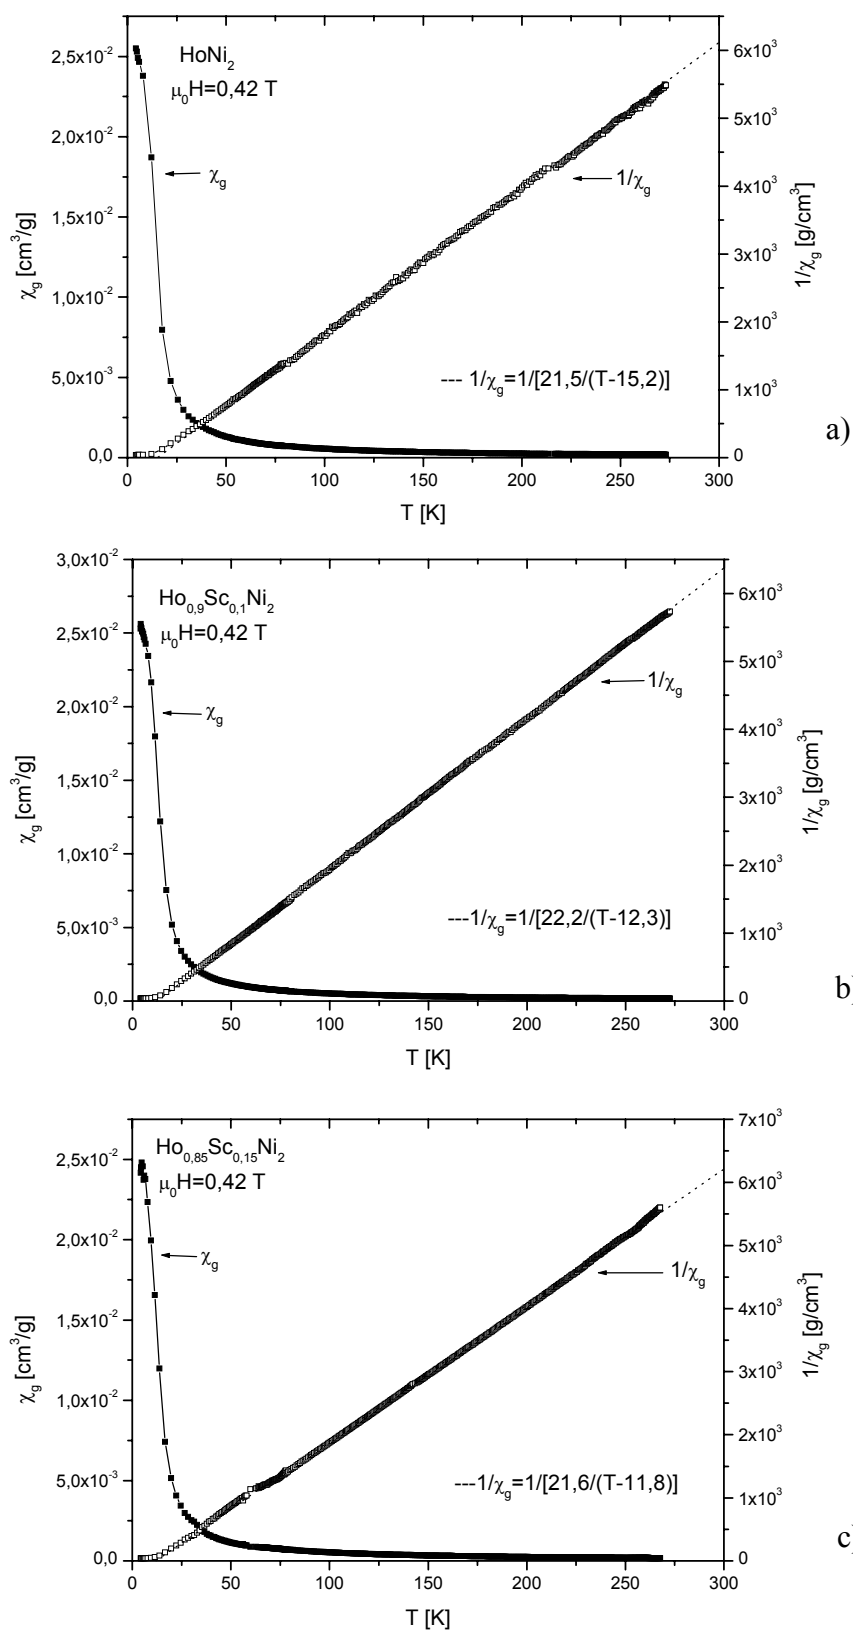 HoNi₂
μ₀H=0,42 T
χg
1/χg
--- 1/χg=1/[21,5/(T-15,2)]
2,5x10⁻²
2,0x10⁻²
1,5x10⁻²
1,0x10⁻²
5,0x10⁻³
0,0
χg [cm³/g]
6x10³
5x10³
4x10³
3x10³
2x10³
1x10³
0
1/χg [g/cm³]
0 50 100 150 200 250 300
T [K]
a)
Ho₀,₉Sc₀,₁Ni₂
μ₀H=0,42 T
χg
1/χg
---1/χg=1/[22,2/(T-12,3)]
3,0x10⁻²
2,5x10⁻²
2,0x10⁻²
1,5x10⁻²
1,0x10⁻²
5,0x10⁻³
0,0
χg [cm³/g]
6x10³
5x10³
4x10³
3x10³
2x10³
1x10³
0
1/χg [g/cm³]
0 50 100 150 200 250 300
T [K]
b)
Ho₀,₈₅Sc₀,₁₅Ni₂
μ₀H=0,42 T
χg
1/χg
---1/χg=1/[21,6/(T-11,8)]
2,5x10⁻²
2,0x10⁻²
1,5x10⁻²
1,0x10⁻²
5,0x10⁻³
0,0
χg [cm³/g]
7x10³
6x10³
5x10³
4x10³
3x10³
2x10³
1x10³
0
1/χg [g/cm³]
0 50 100 150 200 250 300
T [K]
c)